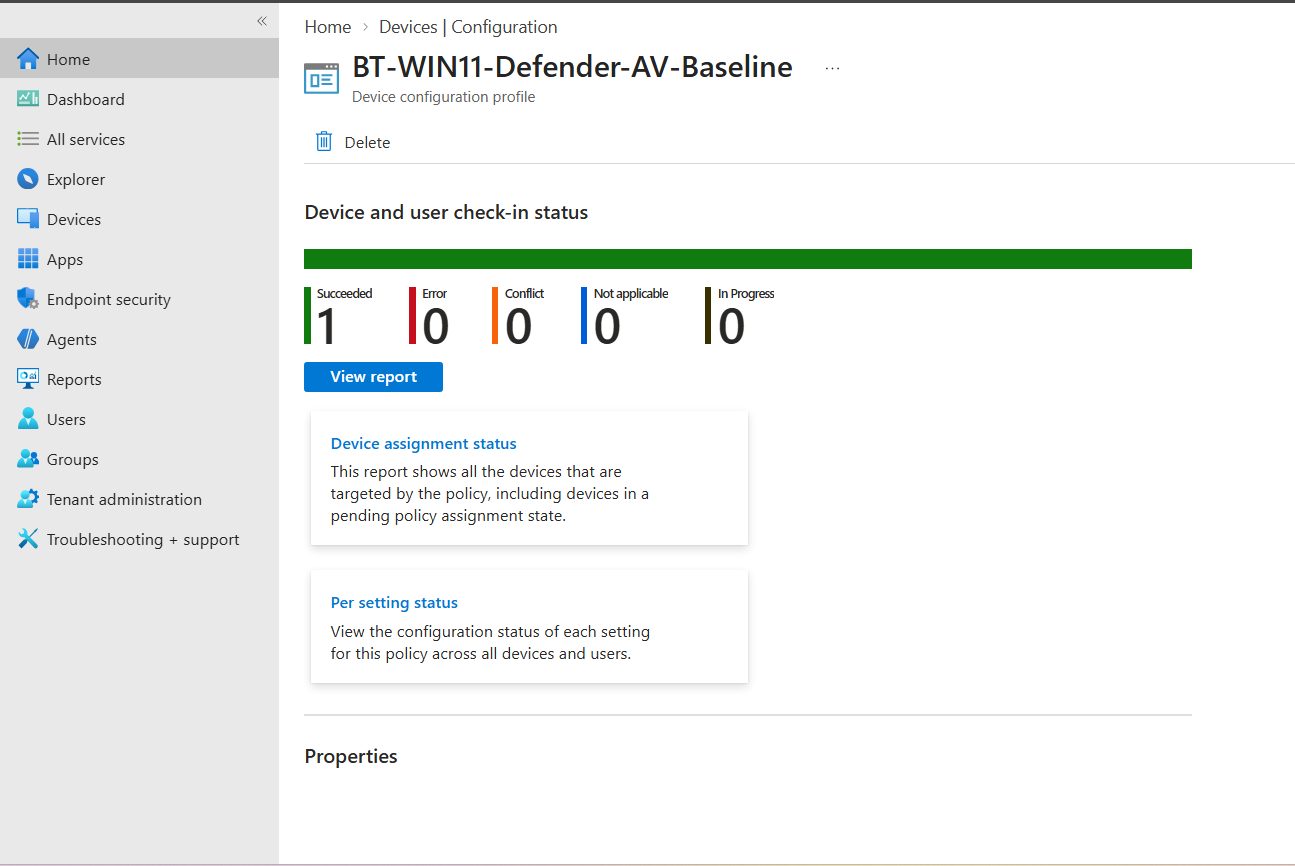 «
Home
Dashboard
All services
Explorer
Devices
Apps
Endpoint security
Agents
Reports
Users
Groups
Tenant administration
Troubleshooting + support
Home > Devices | Configuration
BT-WIN11-Defender-AV-Baseline ...
Device configuration profile
Delete
Device and user check-in status
Succeeded
1
Error
0
Conflict
0
Not applicable
0
In Progress
0
View report
Device assignment status
This report shows all the devices that are
targeted by the policy, including devices in a
pending policy assignment state.
Per setting status
View the configuration status of each setting
for this policy across all devices and users.
Properties